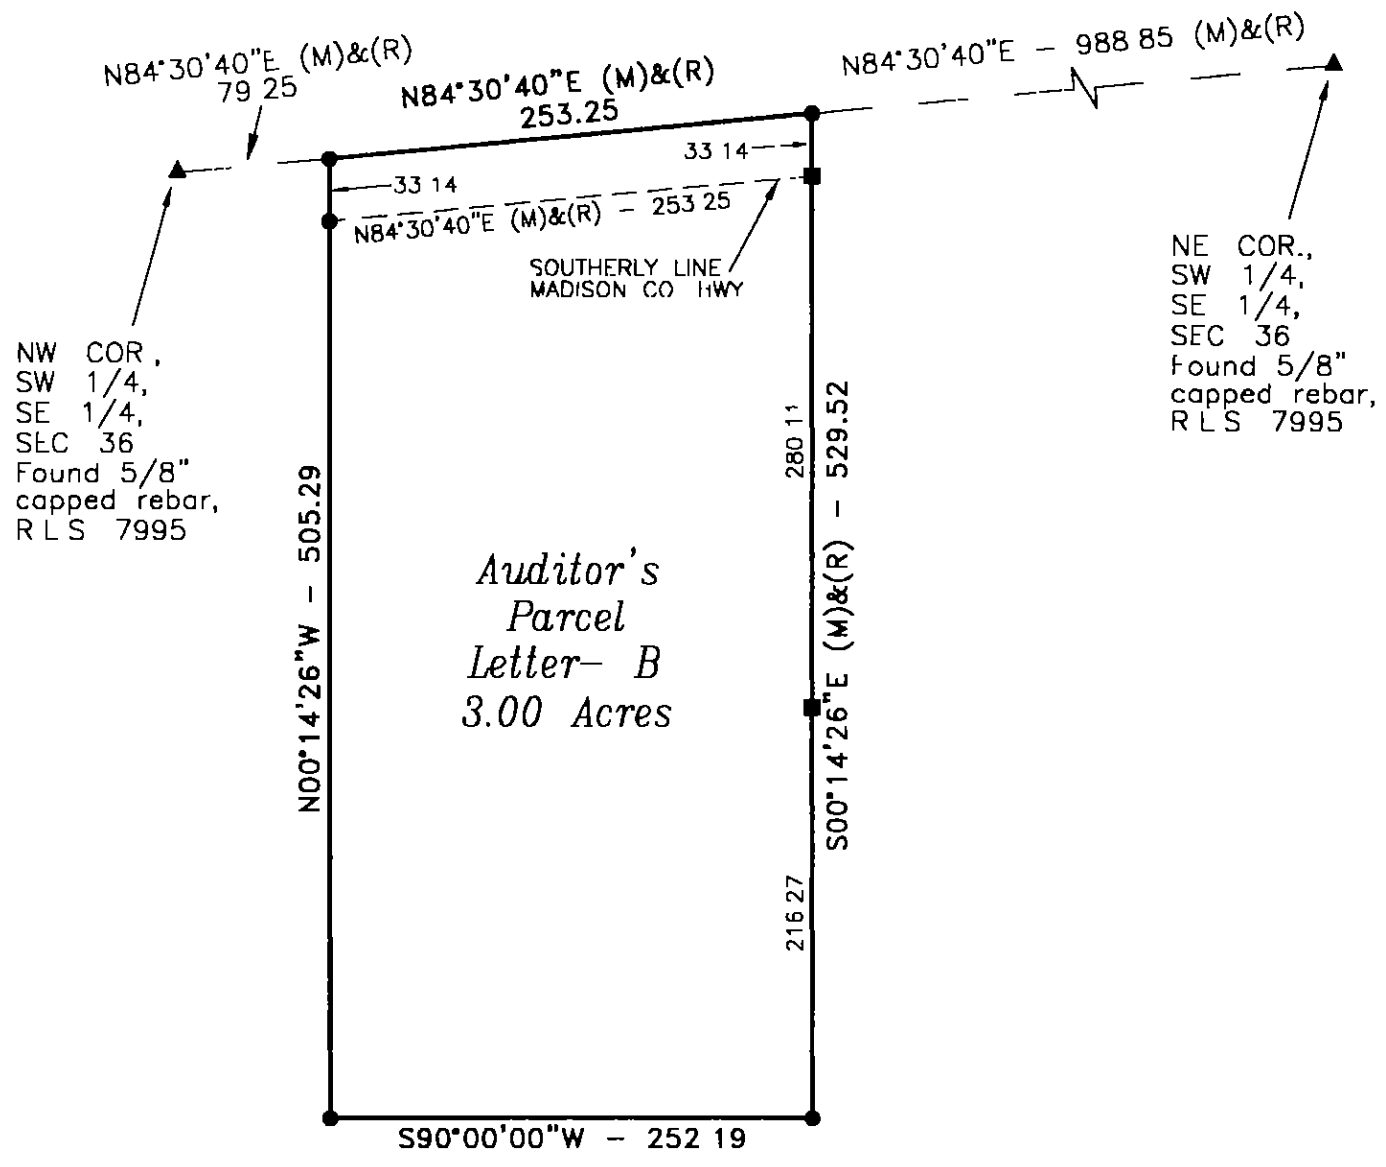 N84°30'40"E (M)&(R)
79 25
N84°30'40"E (M)&(R)
253.25
N84°30'40"E - 988 85 (M)&(R)
33 14
33 14
N84°30'40"E (M)&(R) - 253 25
SOUTHERLY LINE
MADISON CO HWY
NW COR ,
SW 1/4,
SE 1/4,
SEC 36
Found 5/8"
capped rebar,
R L S 7995
NE COR.,
SW 1/4,
SE 1/4,
SEC 36
Found 5/8"
capped rebar,
R L S 7995
N00°14'26"W - 505.29
280 11
S00°14'26"E (M)&(R) - 529.52
216 27
Auditor's
Parcel
Letter- B
3.00 Acres
S90°00'00"W - 252 19